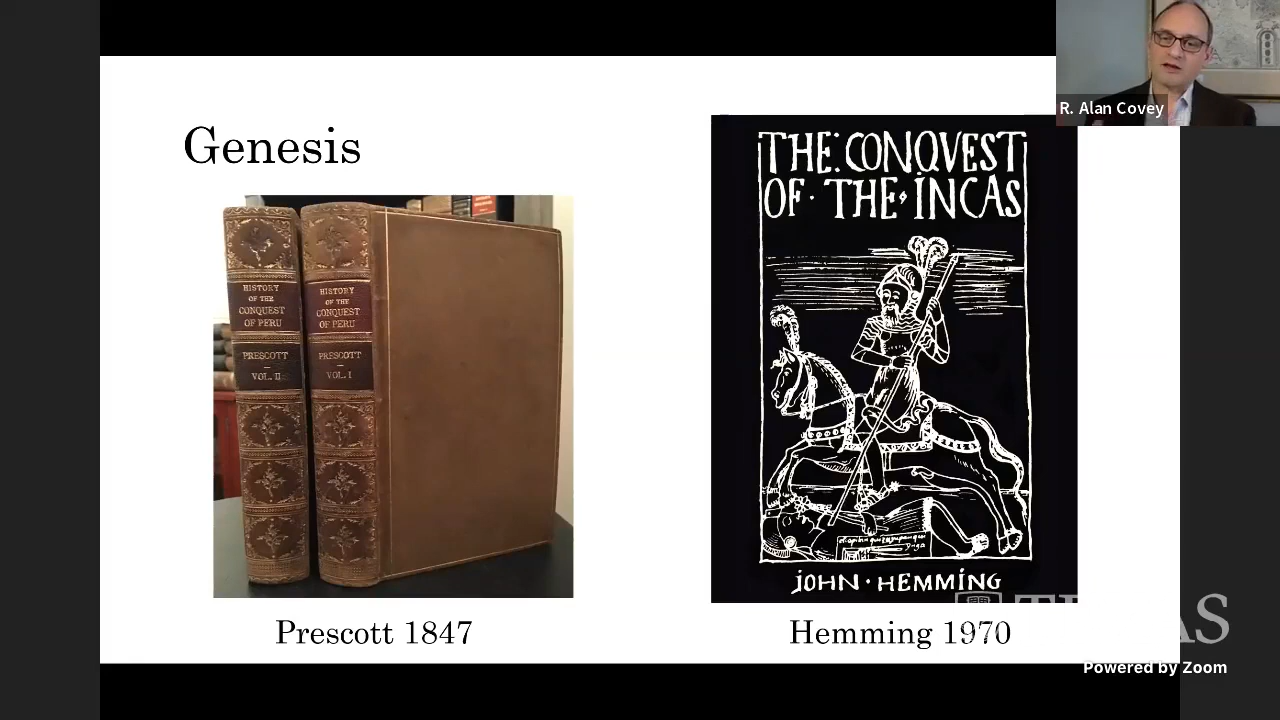 R. Alan Covey
Genesis
HISTORY
OF THE
CONQUEST
OF PERU
PRESCOTT
VOL. II
HISTORY
OF THE
CONQUEST
OF PERU
PRESCOTT
VOL. I
THE: CONQVEST
OF · THE · INCAS
JOHN · HEMMING
Prescott 1847
Hemming 1970
Powered by Zoom